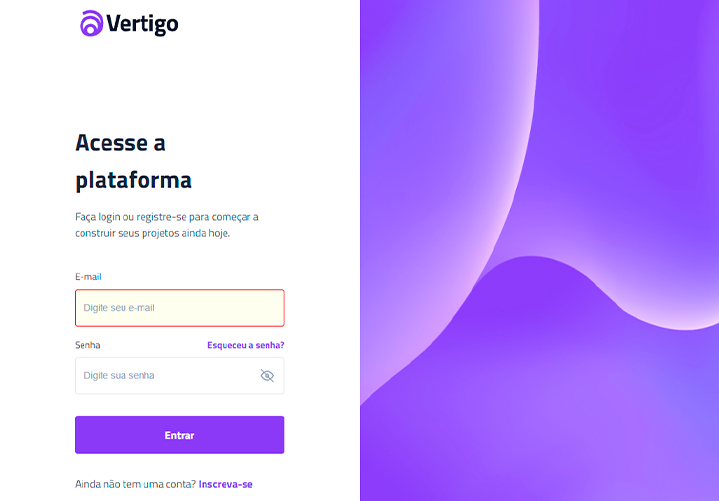 Vertigo
Acesse a
plataforma
Faça login ou registre-se para começar a
construir seus projetos ainda hoje.
E-mail
Digite seu e-mail
Senha
Esqueceu a senha?
Digite sua senha
Entrar
Ainda não tem uma conta? Inscreva-se